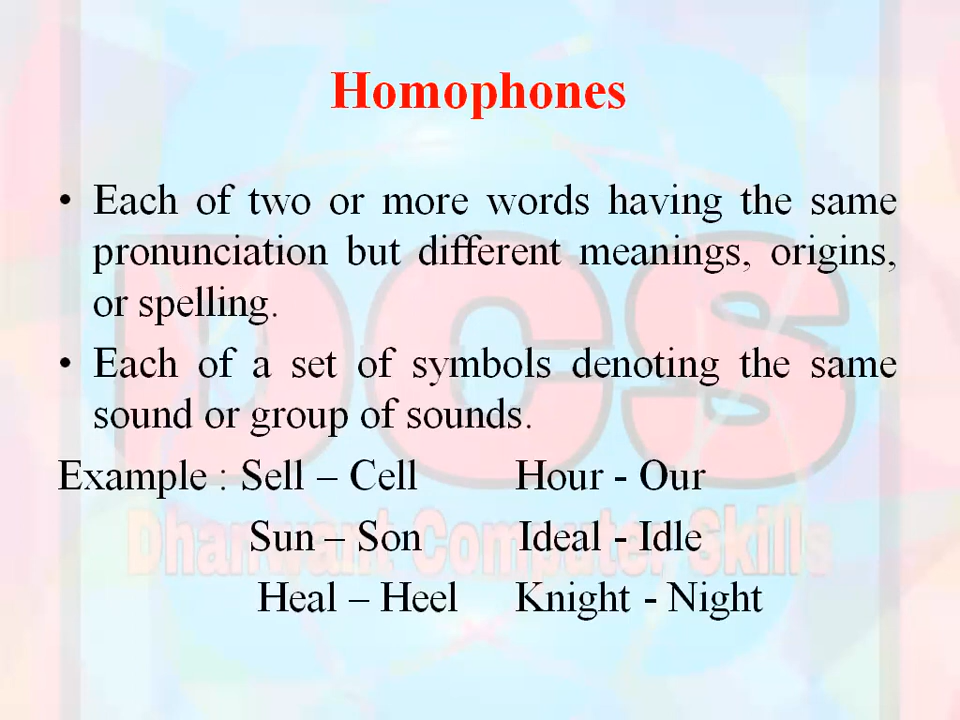 Homophones
• Each of two or more words having the same
pronunciation but different meanings, origins,
or spelling.
• Each of a set of symbols denoting the same
sound or group of sounds.
Example : Sell – Cell Hour - Our
Sun – Son Ideal - Idle
Heal – Heel Knight - Night
DCS
Dhanwant Computer Skills